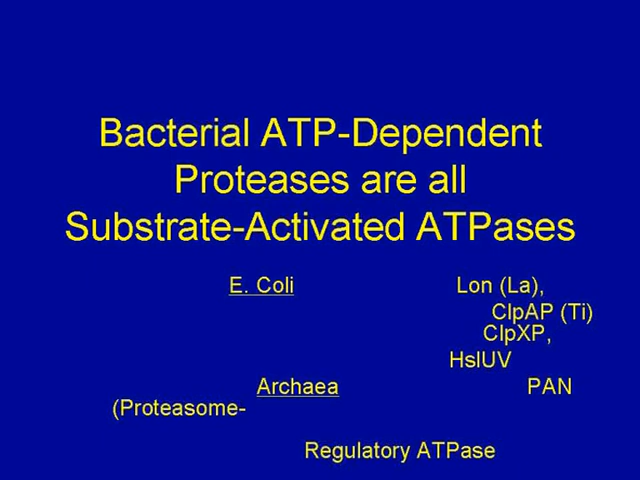 Bacterial ATP-Dependent
Proteases are all
Substrate-Activated ATPases
E. Coli Lon (La),
ClpAP (Ti)
ClpXP,
HslUV
Archaea PAN
(Proteasome-
Regulatory ATPase